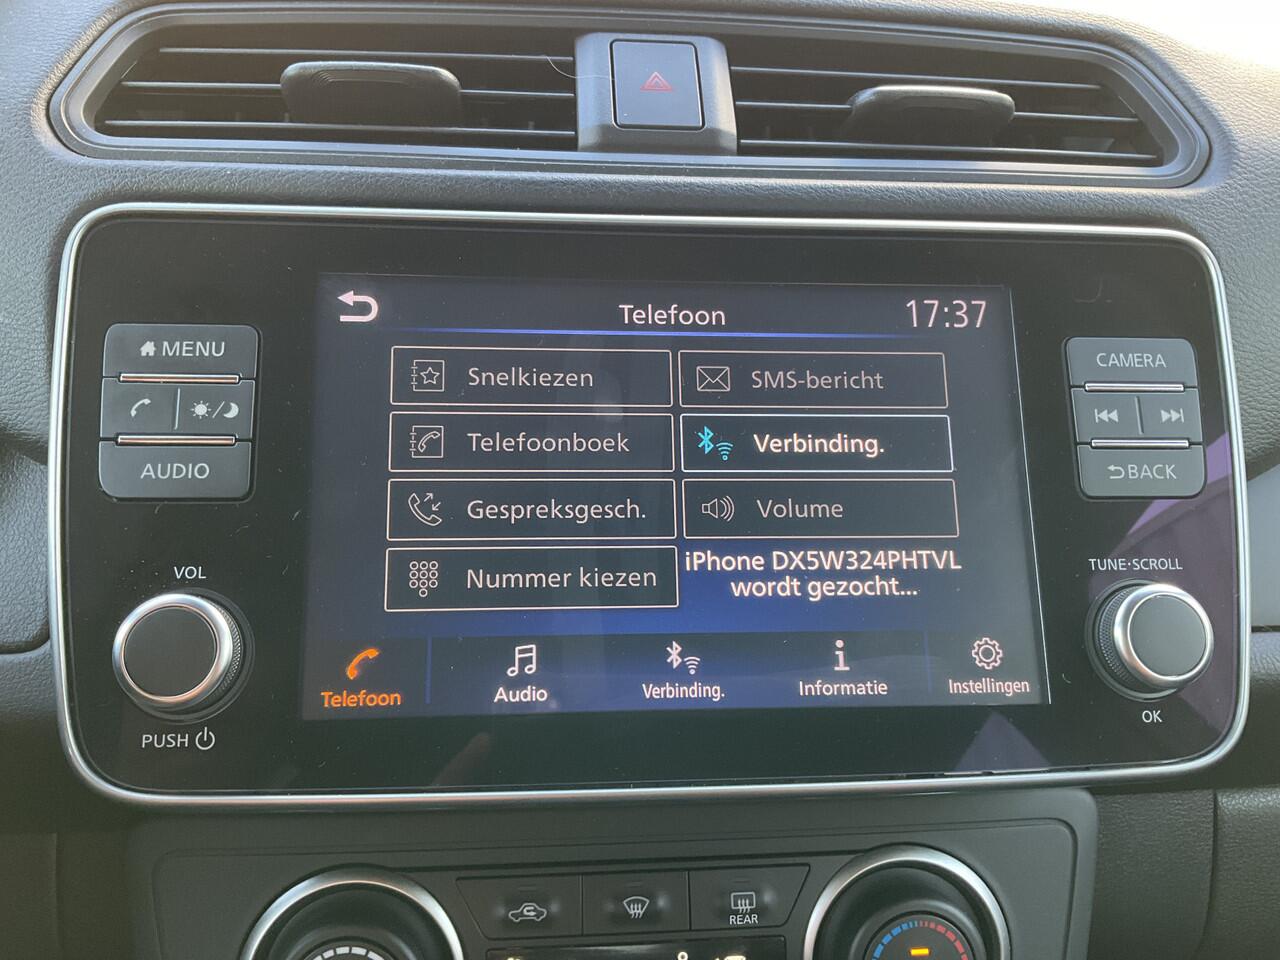 Telefoon 17:37
MENU
AUDIO
VOL
PUSH
Snelkiezen
SMS-bericht
Telefoonboek
Verbinding.
Gespreksgesch.
Volume
Nummer kiezen
iPhone DX5W324PHTVL
wordt gezocht...
Telefoon
Audio
Verbinding.
Informatie
Instellingen
CAMERA
BACK
TUNE·SCROLL
OK
REAR